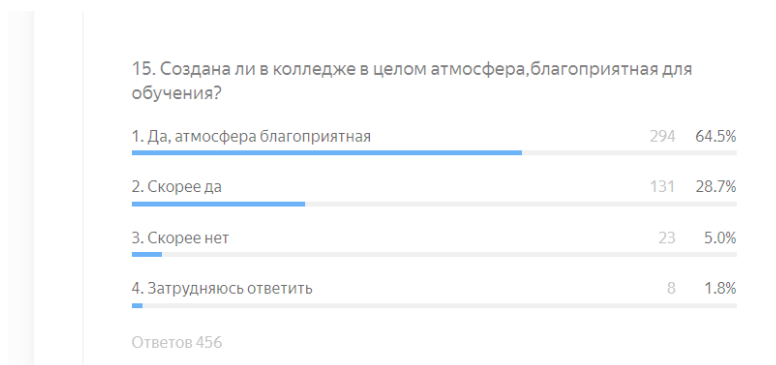 15. Создана ли в колледже в целом атмосфера,благоприятная для
обучения?
1. Да, атмосфера благоприятная 294 64.5%
2. Скорее да 131 28.7%
3. Скорее нет 23 5.0%
4. Затрудняюсь ответить 8 1.8%
Ответов 456